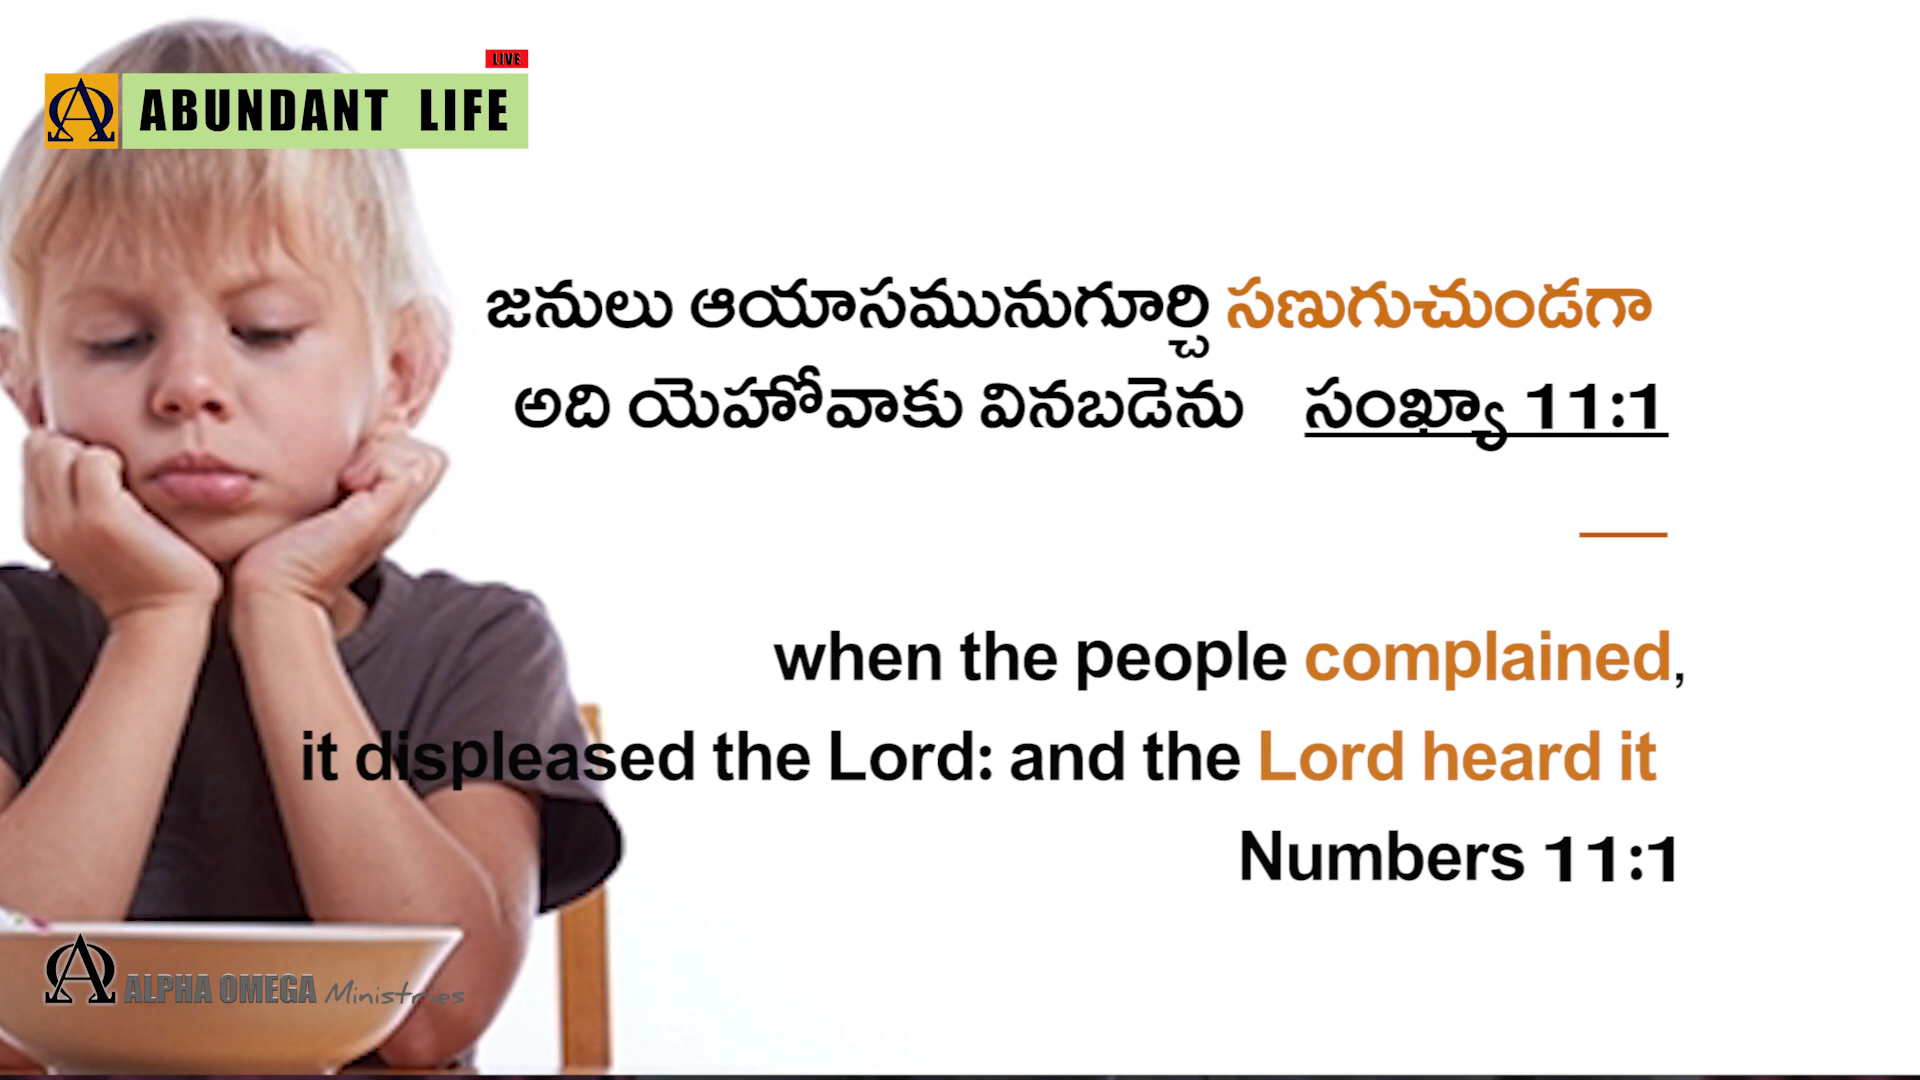 LIVE
ABUNDANT LIFE
జనులు ఆయాసమునుగూర్చి సణుగుచుండగా
అది యెహోవాకు వినబడెను సంఖ్యా 11:1
when the people complained,
it displeased the Lord: and the Lord heard it
Numbers 11:1
ALPHA OMEGA Ministries